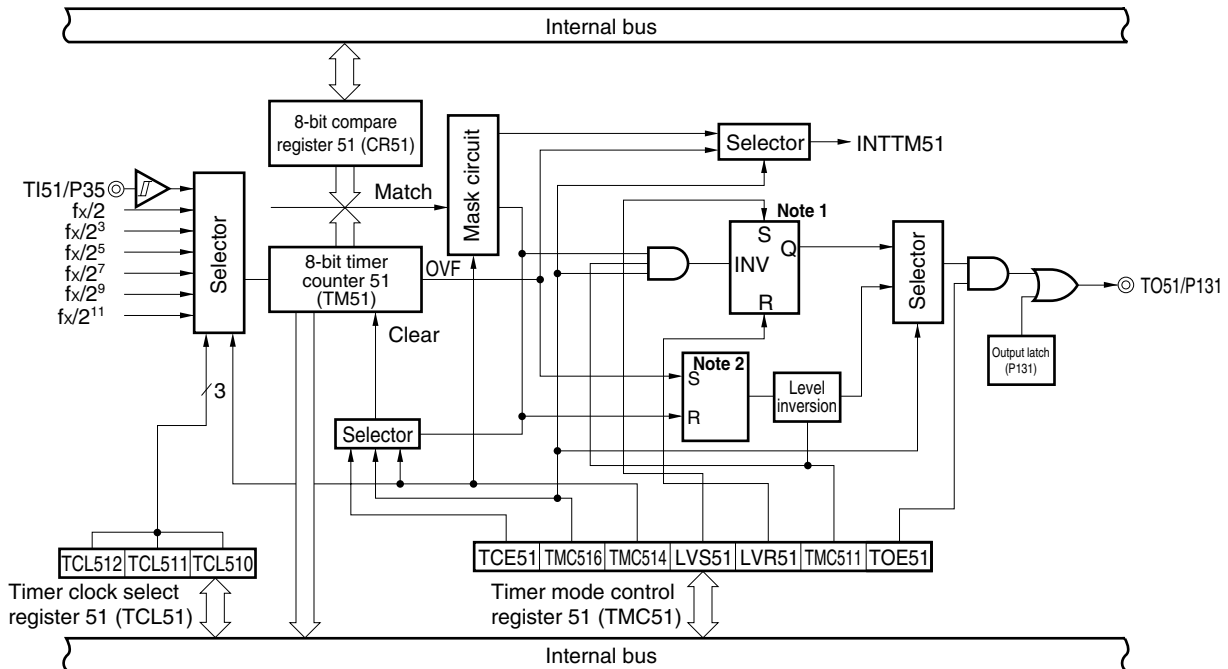 Internal bus
8-bit compare
register 51 (CR51)
Mask circuit
Selector
INTTM51
TI51/P35
fx/2
fx/2³
fx/2⁵
fx/2⁷
fx/2⁹
fx/2¹¹
Selector
Match
8-bit timer
counter 51
(TM51)
OVF
Clear
Note 1
S
INV
Q
R
Selector
TO51/P131
Output latch
(P131)
Note 2
S
R
Level
inversion
3
Selector
TCL512 TCL511 TCL510
Timer clock select
register 51 (TCL51)
TCE51 TMC516 TMC514 LVS51 LVR51 TMC511 TOE51
Timer mode control
register 51 (TMC51)
Internal bus